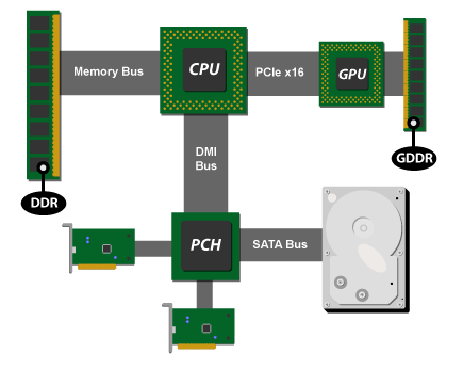 Memory Bus
CPU
PCIe x16
GPU
GDDR
DDR
DMI
Bus
PCH
SATA Bus